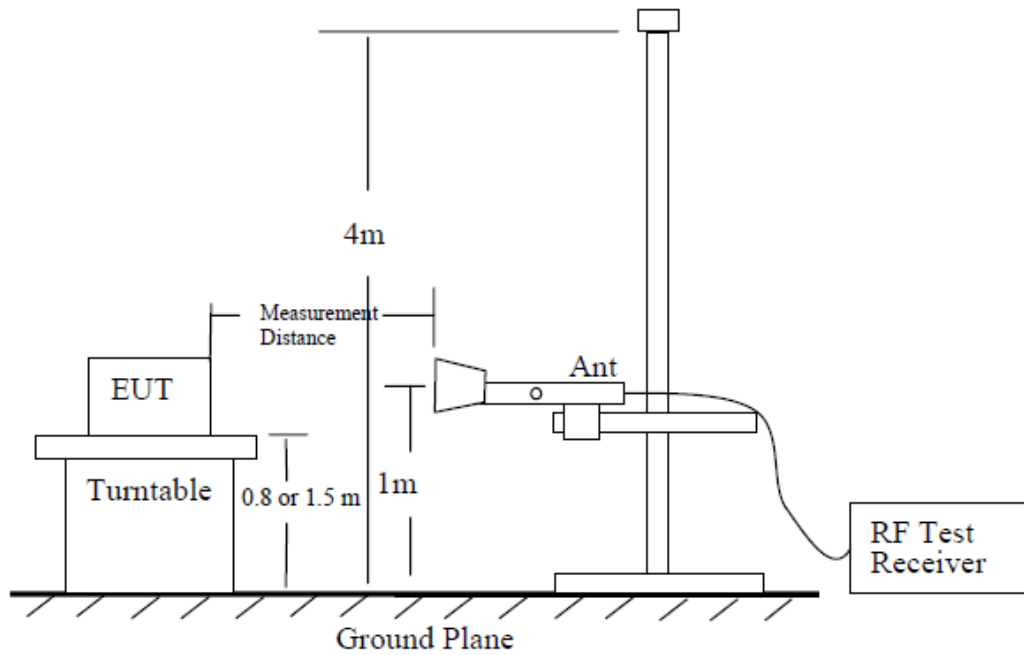 4m
Measurement
Distance
Ant
EUT
Turntable
0.8 or 1.5 m
1m
RF Test
Receiver
Ground Plane